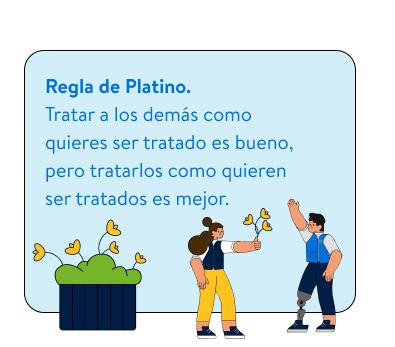 Regla de Platino.
Tratar a los demás como
quieres ser tratado es bueno,
pero tratarlos como quieren
ser tratados es mejor.